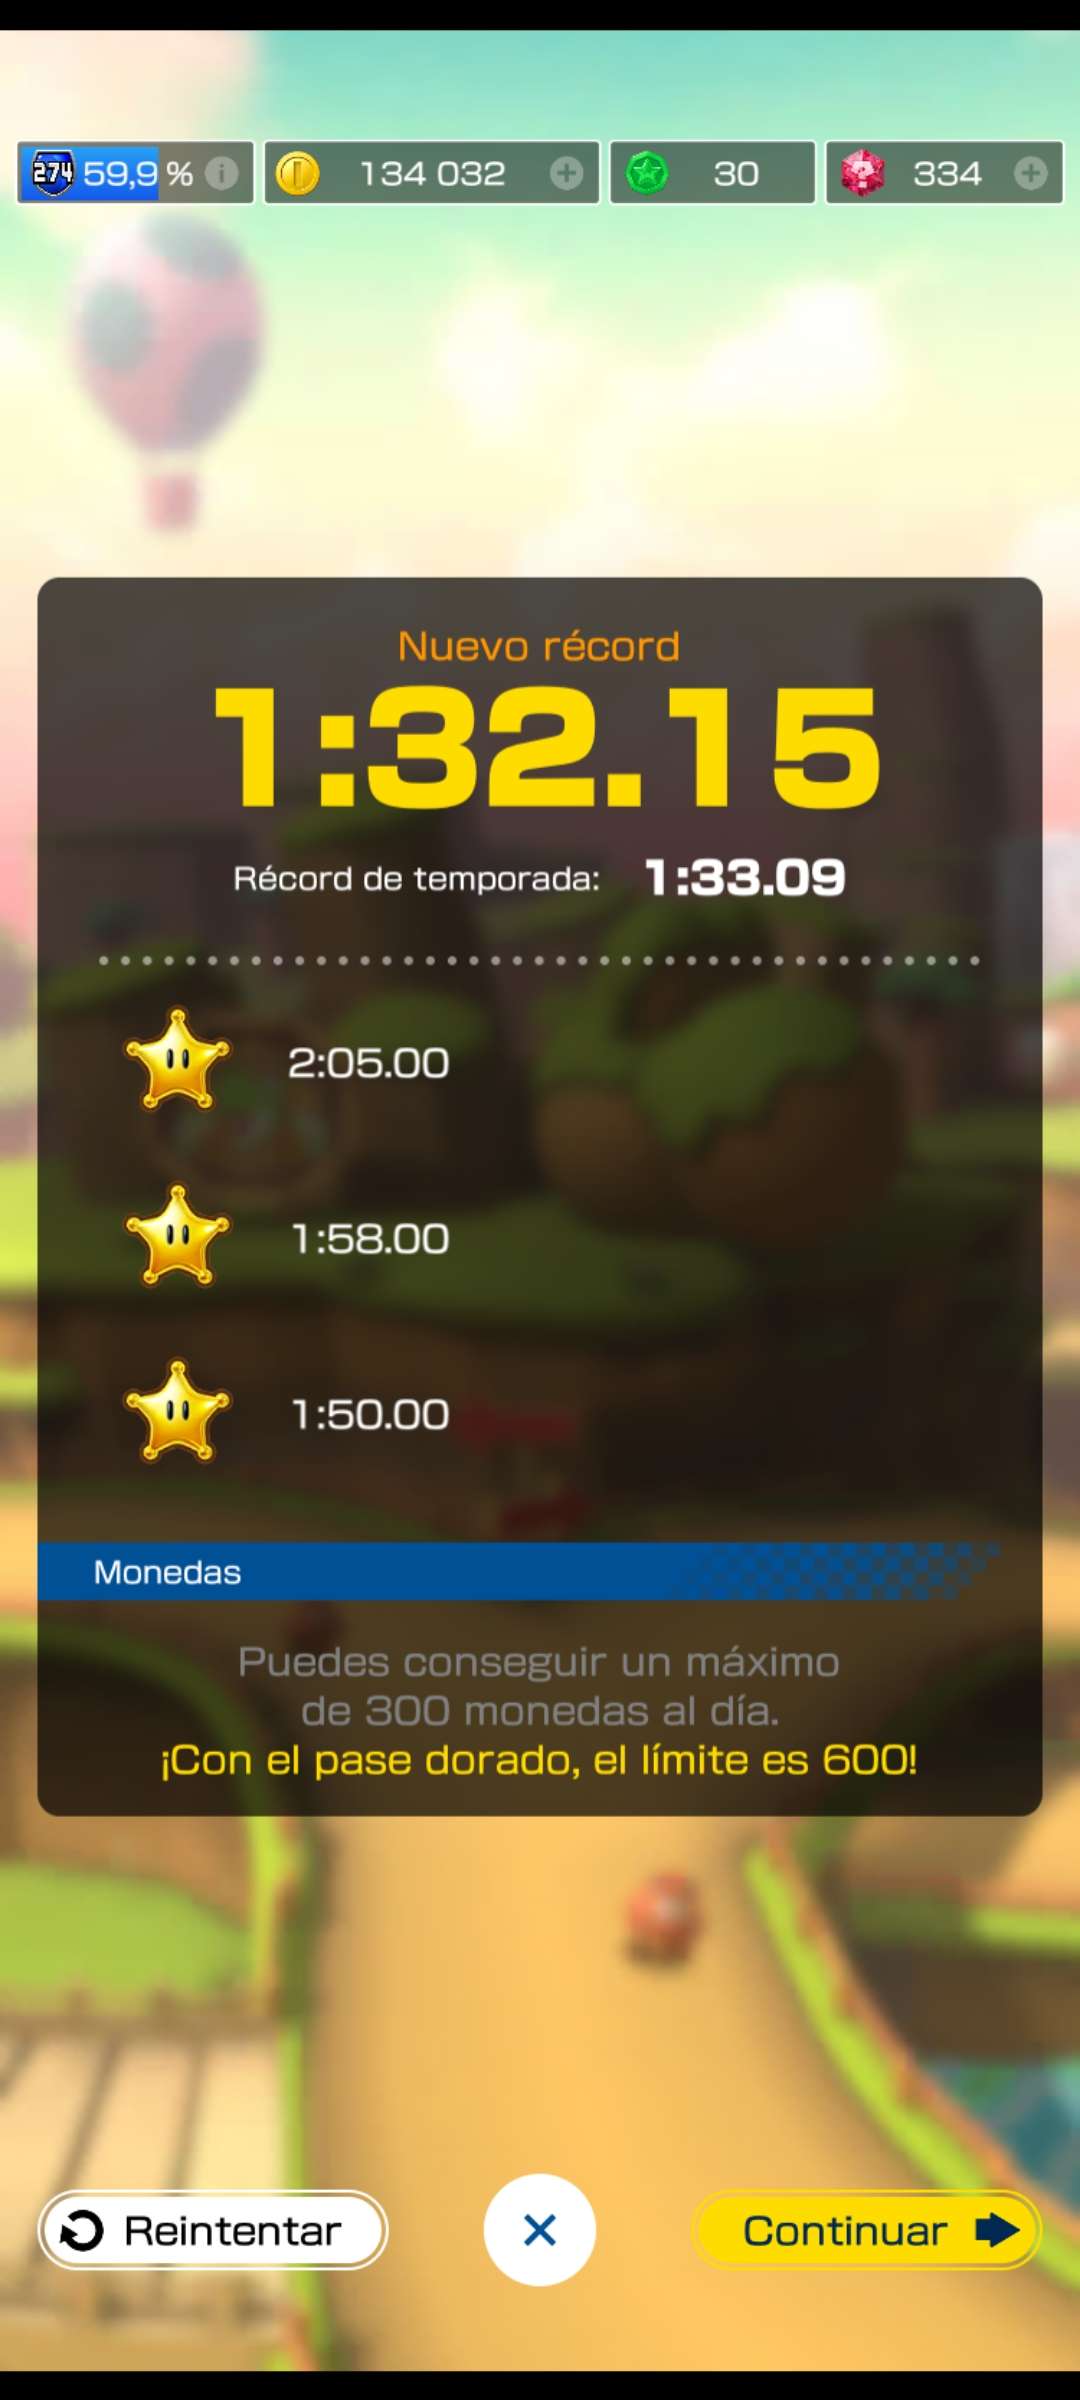 274 59,9 % i 134 032 + 30 334 +
Nuevo récord
1:32.15
Récord de temporada: 1:33.09
2:05.00
1:58.00
1:50.00
Monedas
Puedes conseguir un máximo
de 300 monedas al día.
¡Con el pase dorado, el límite es 600!
Reintentar × Continuar